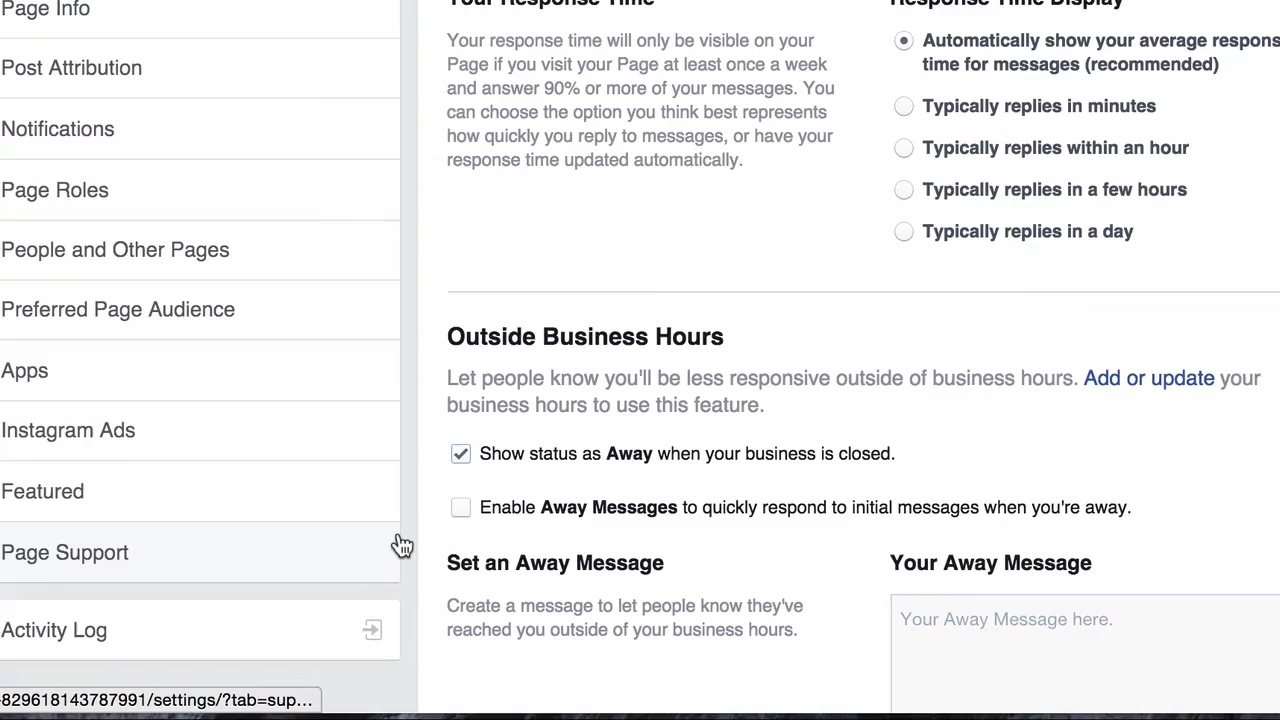 Page Info
Post Attribution
Notifications
Page Roles
People and Other Pages
Preferred Page Audience
Apps
Instagram Ads
Featured
Page Support
Activity Log
829618143787991/settings/?tab=sup...
Your Response Time
Your response time will only be visible on your
Page if you visit your Page at least once a week
and answer 90% or more of your messages. You
can choose the option you think best represents
how quickly you reply to messages, or have your
response time updated automatically.
Response Time Display
Automatically show your average respons
time for messages (recommended)
Typically replies in minutes
Typically replies within an hour
Typically replies in a few hours
Typically replies in a day
Outside Business Hours
Let people know you'll be less responsive outside of business hours. Add or update your
business hours to use this feature.
Show status as Away when your business is closed.
Enable Away Messages to quickly respond to initial messages when you're away.
Set an Away Message
Create a message to let people know they've
reached you outside of your business hours.
Your Away Message
Your Away Message here.